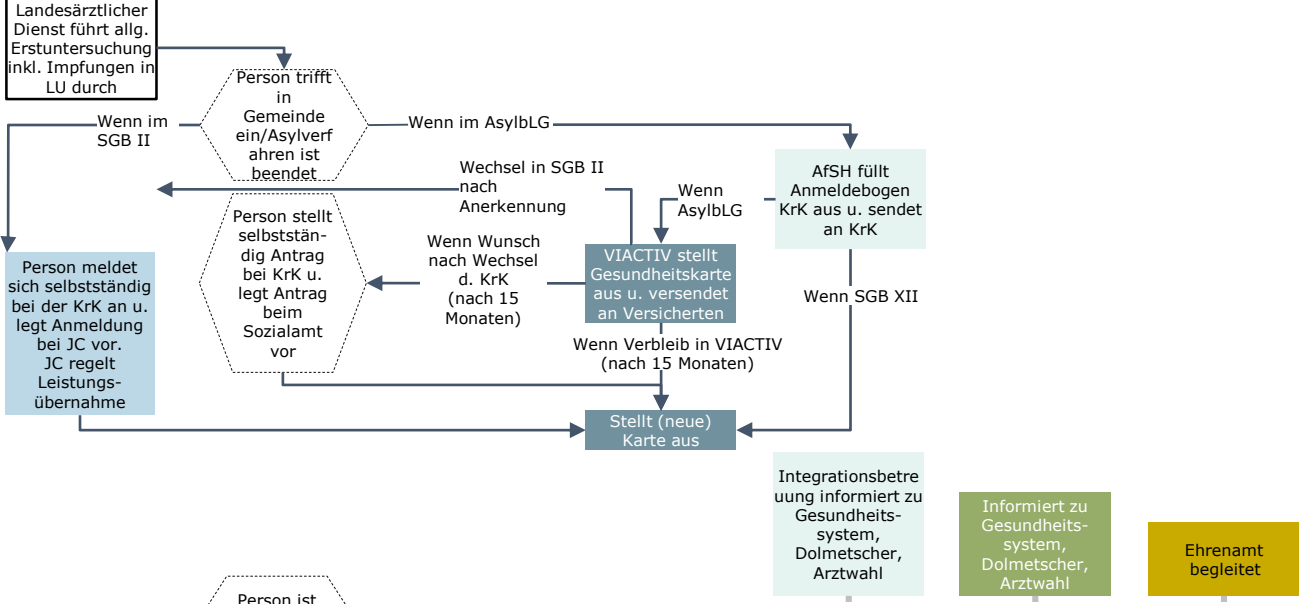 Landesärztlicher
Dienst führt allg.
Erstuntersuchung
inkl. Impfungen in
LU durch
Person trifft
in
Gemeinde
ein/Asylverf
ahren ist
beendet
Wenn im
SGB II
Wenn im AsylbLG
AfSH füllt
Anmeldebogen
KrK aus u. sendet
an KrK
Wechsel in SGB II
nach
Anerkennung
Wenn
AsylbLG
Person stellt
selbststän-
dig Antrag
bei KrK u.
legt Antrag
beim
Sozialamt
vor
Wenn Wunsch
nach Wechsel
d. KrK
(nach 15
Monaten)
VIACTIV stellt
Gesundheitskarte
aus u. versendet
an Versicherten
Wenn SGB XII
Person meldet
sich selbstständig
bei der KrK an u.
legt Anmeldung
bei JC vor.
JC regelt
Leistungs-
übernahme
Wenn Verbleib in VIACTIV
(nach 15 Monaten)
Stellt (neue)
Karte aus
Integrationsbetre
uung informiert zu
Gesundheits-
system,
Dolmetscher,
Arztwahl
Informiert zu
Gesundheits-
system,
Dolmetscher,
Arztwahl
Ehrenamt
begleitet
Person ist